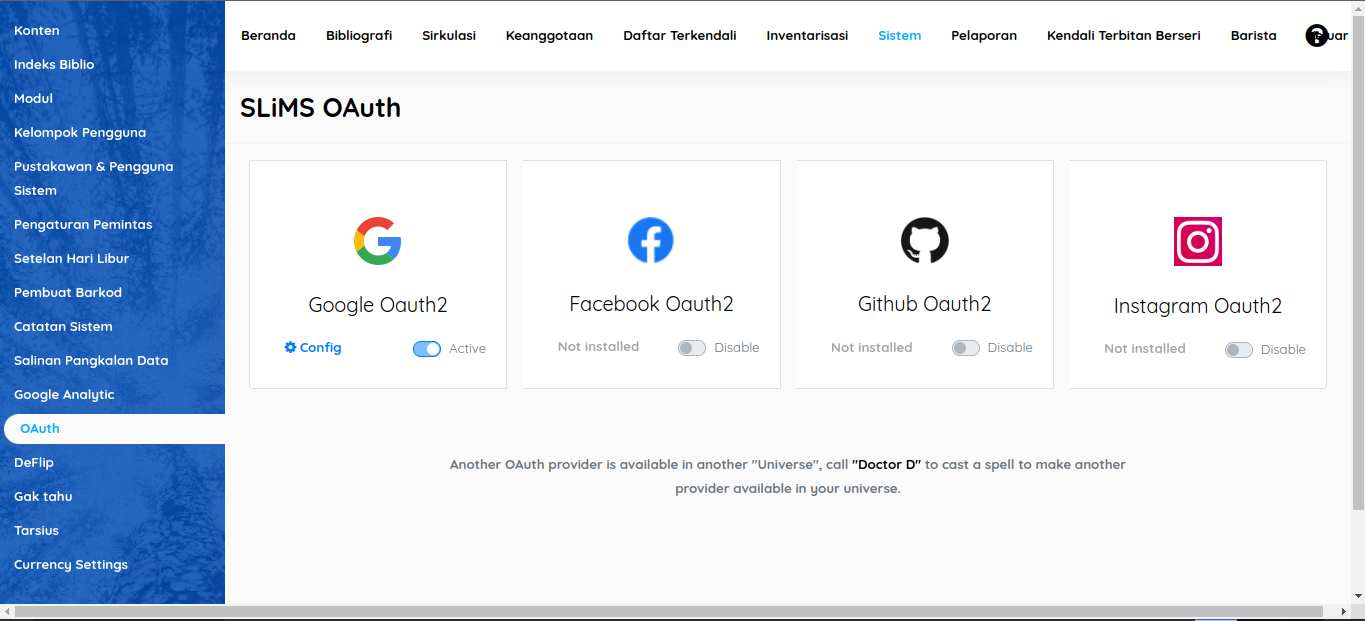 Konten
Indeks Biblio
Modul
Kelompok Pengguna
Pustakawan & Pengguna
Sistem
Pengaturan Pemintas
Setelan Hari Libur
Pembuat Barkod
Catatan Sistem
Salinan Pangkalan Data
Google Analytic
OAuth
DeFlip
Gak tahu
Tarsius
Currency Settings
Beranda Bibliografi Sirkulasi Keanggotaan Daftar Terkendali Inventarisasi Sistem Pelaporan Kendali Terbitan Berseri Barista
SLiMS OAuth
Google Oauth2
Config Active
Facebook Oauth2
Not installed Disable
Github Oauth2
Not installed Disable
Instagram Oauth2
Not installed Disable
Another OAuth provider is available in another "Universe", call "Doctor D" to cast a spell to make another
provider available in your universe.